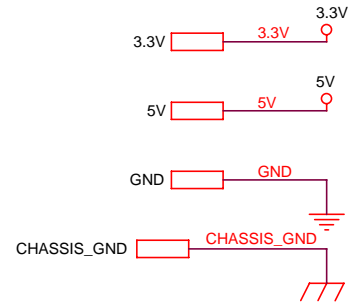 3.3V
3.3V 3.3V
5V
5V 5V
GND GND
CHASSIS_GND CHASSIS_GND